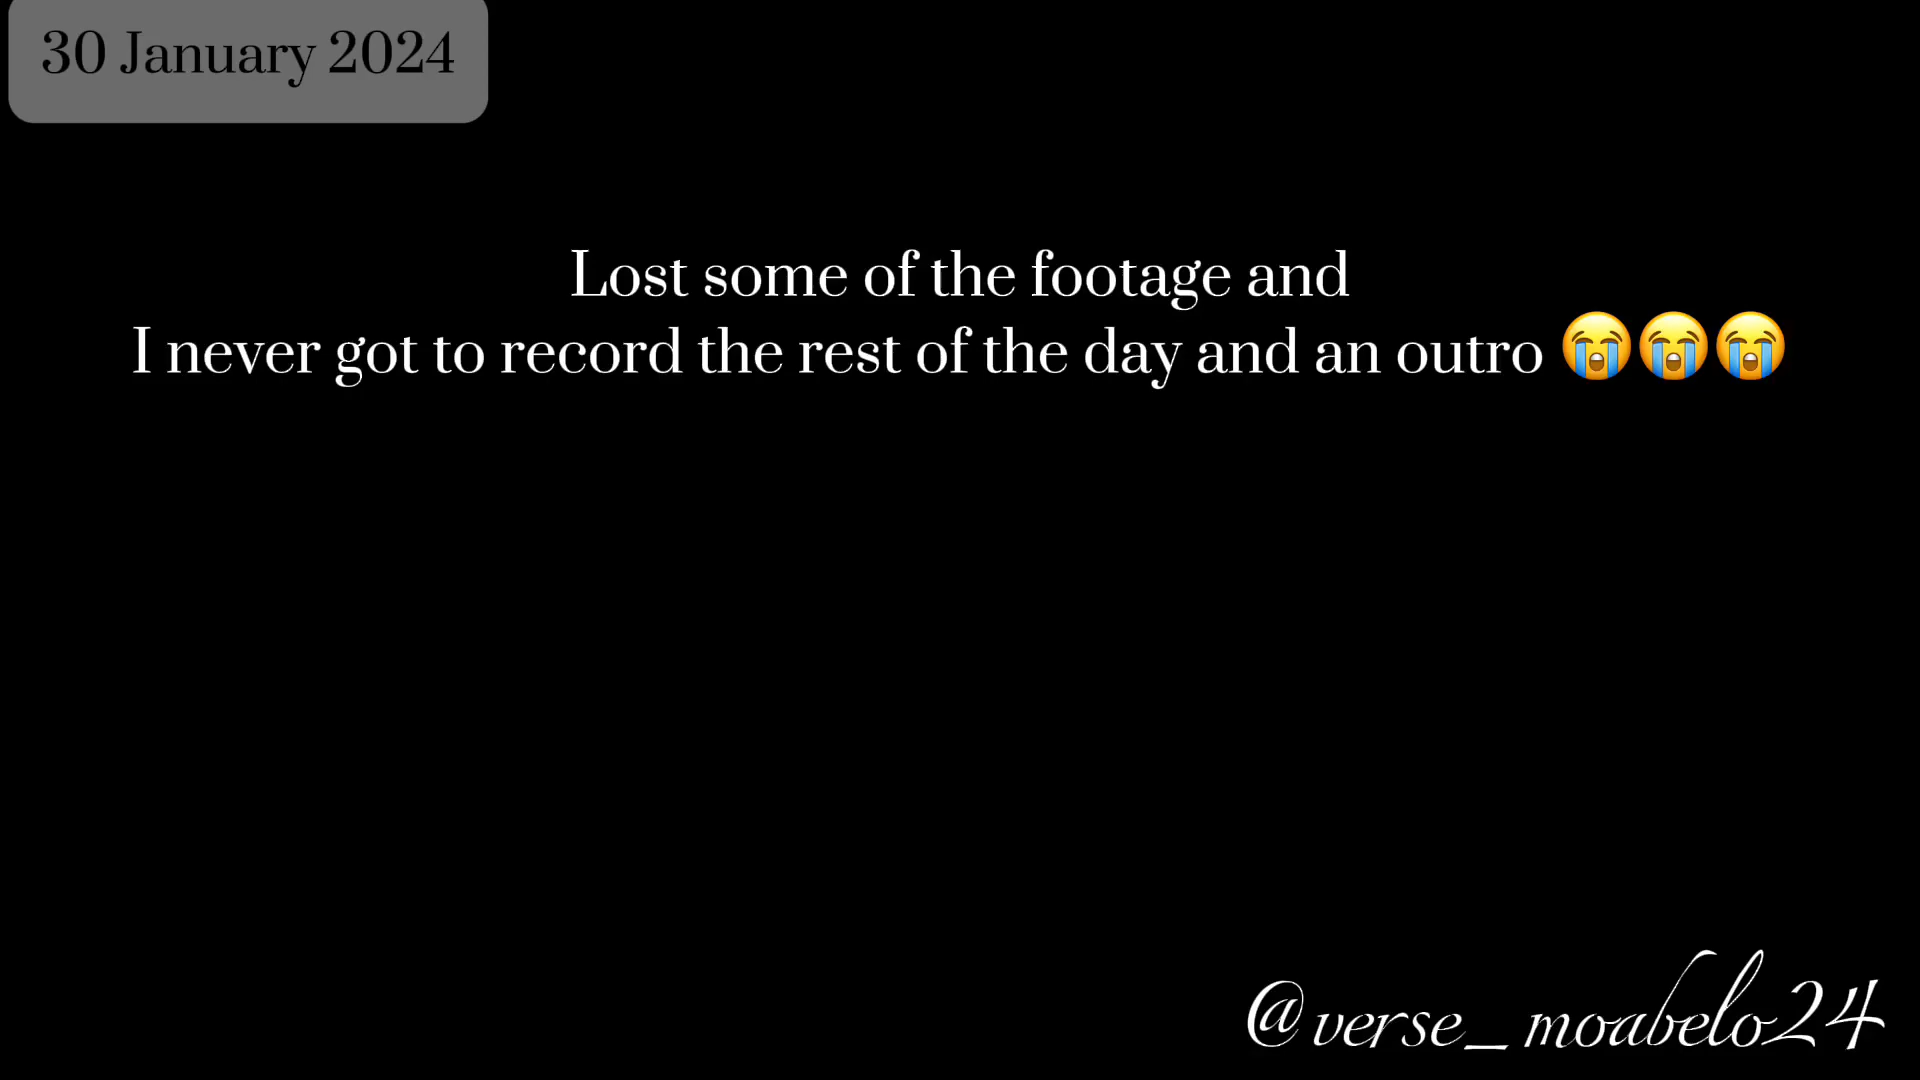 30 January 2024
Lost some of the footage and
I never got to record the rest of the day and an outro 😭😭😭
@verse_moabelo24